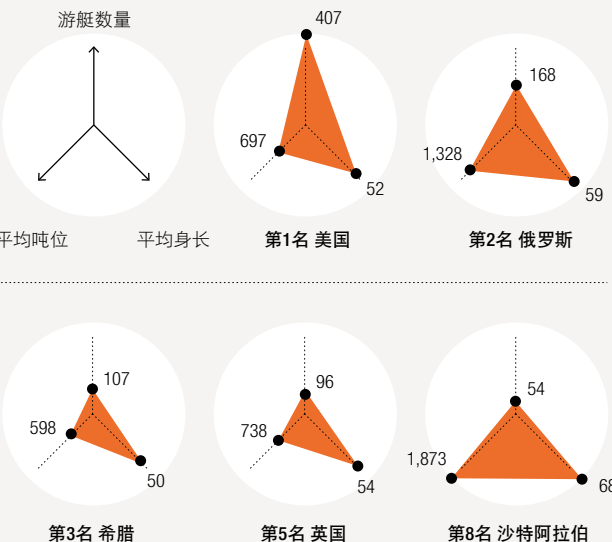 游艇数量
407
168
697
1,328
52
59
平均吨位
平均身长
第1名 美国
第2名 俄罗斯
107
96
54
598
738
1,873
50
54
68
第3名 希腊
第5名 英国
第8名 沙特阿拉伯